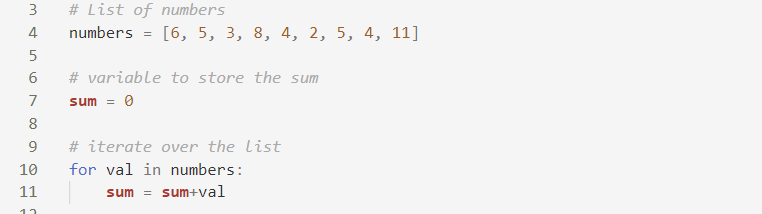 3 # List of numbers
4 numbers = [6, 5, 3, 8, 4, 2, 5, 4, 11]
5
6 # variable to store the sum
7 sum = 0
8
9 # iterate over the list
10 for val in numbers:
11     sum = sum+val
12